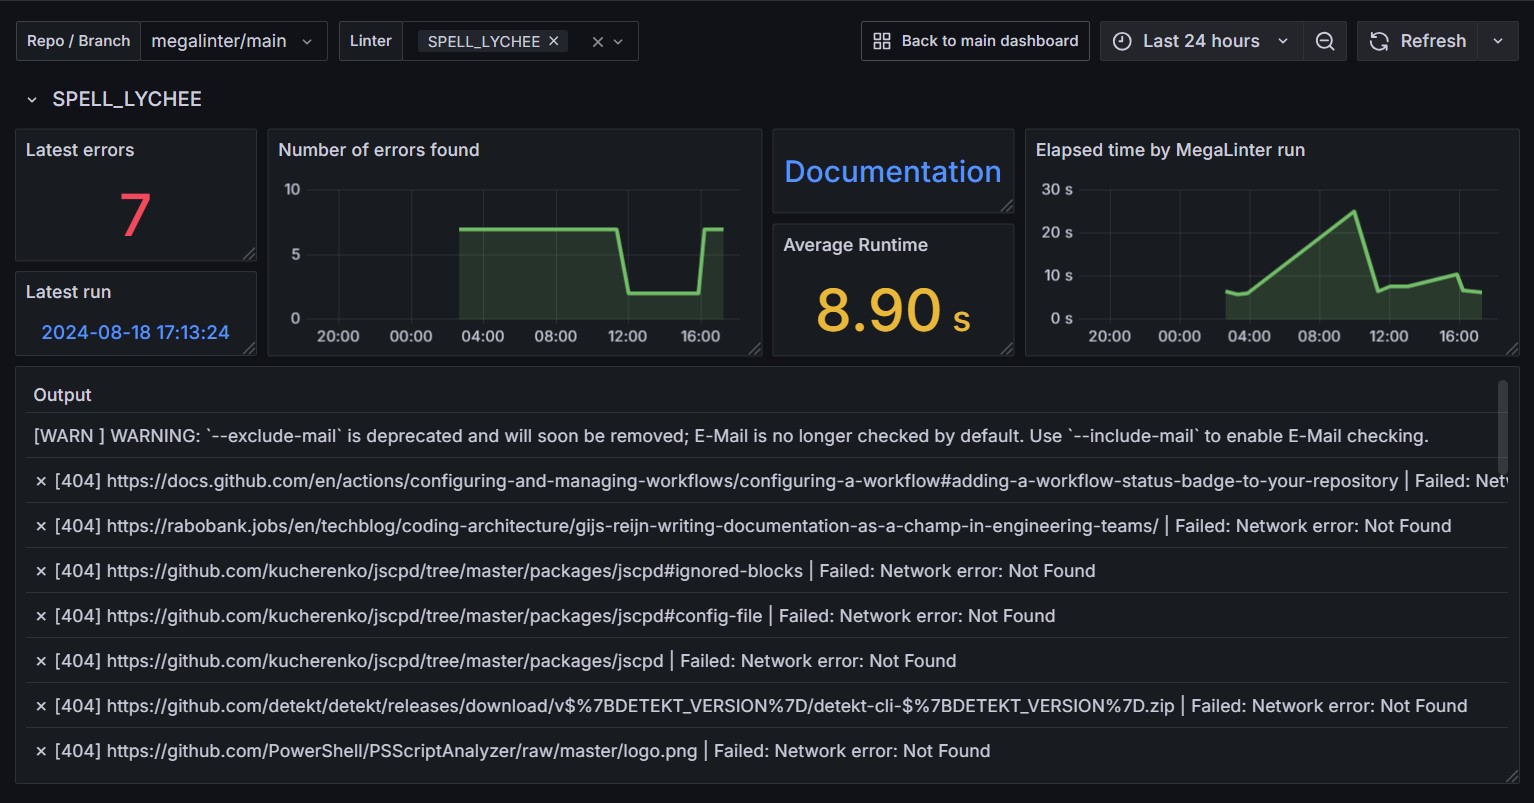 Repo / Branch megalinter/main Linter SPELL_LYCHEE Back to main dashboard Last 24 hours Refresh
SPELL_LYCHEE
Latest errors
7
Latest run
2024-08-18 17:13:24
Number of errors found
10
5
0
20:00 00:00 04:00 08:00 12:00 16:00
Documentation
Average Runtime
8.90 s
Elapsed time by MegaLinter run
30 s
20 s
10 s
0 s
20:00 00:00 04:00 08:00 12:00 16:00
Output
[WARN ] WARNING: `--exclude-mail` is deprecated and will soon be removed; E-Mail is no longer checked by default. Use `--include-mail` to enable E-Mail checking.
× [404] https://docs.github.com/en/actions/configuring-and-managing-workflows/configuring-a-workflow#adding-a-workflow-status-badge-to-your-repository | Failed: Netw
× [404] https://rabobank.jobs/en/techblog/coding-architecture/gijs-reijn-writing-documentation-as-a-champ-in-engineering-teams/ | Failed: Network error: Not Found
× [404] https://github.com/kucherenko/jscpd/tree/master/packages/jscpd#ignored-blocks | Failed: Network error: Not Found
× [404] https://github.com/kucherenko/jscpd/tree/master/packages/jscpd#config-file | Failed: Network error: Not Found
× [404] https://github.com/kucherenko/jscpd/tree/master/packages/jscpd | Failed: Network error: Not Found
× [404] https://github.com/detekt/detekt/releases/download/v$%7BDETEKT_VERSION%7D/detekt-cli-$%7BDETEKT_VERSION%7D.zip | Failed: Network error: Not Found
× [404] https://github.com/PowerShell/PSScriptAnalyzer/raw/master/logo.png | Failed: Network error: Not Found